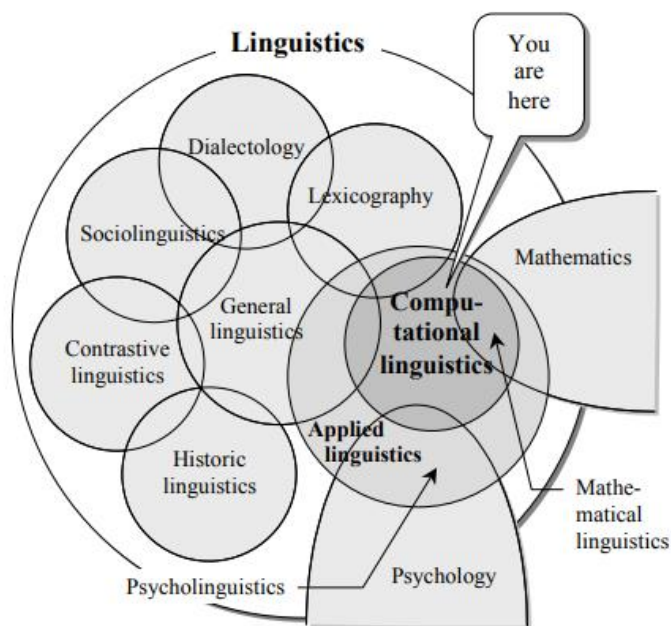 Linguistics
You
are
here
Dialectology
Lexicography
Sociolinguistics
Mathematics
General
linguistics
Compu-
tational
linguistics
Contrastive
linguistics
Applied
linguistics
Historic
linguistics
Mathe-
matical
linguistics
Psycholinguistics
Psychology